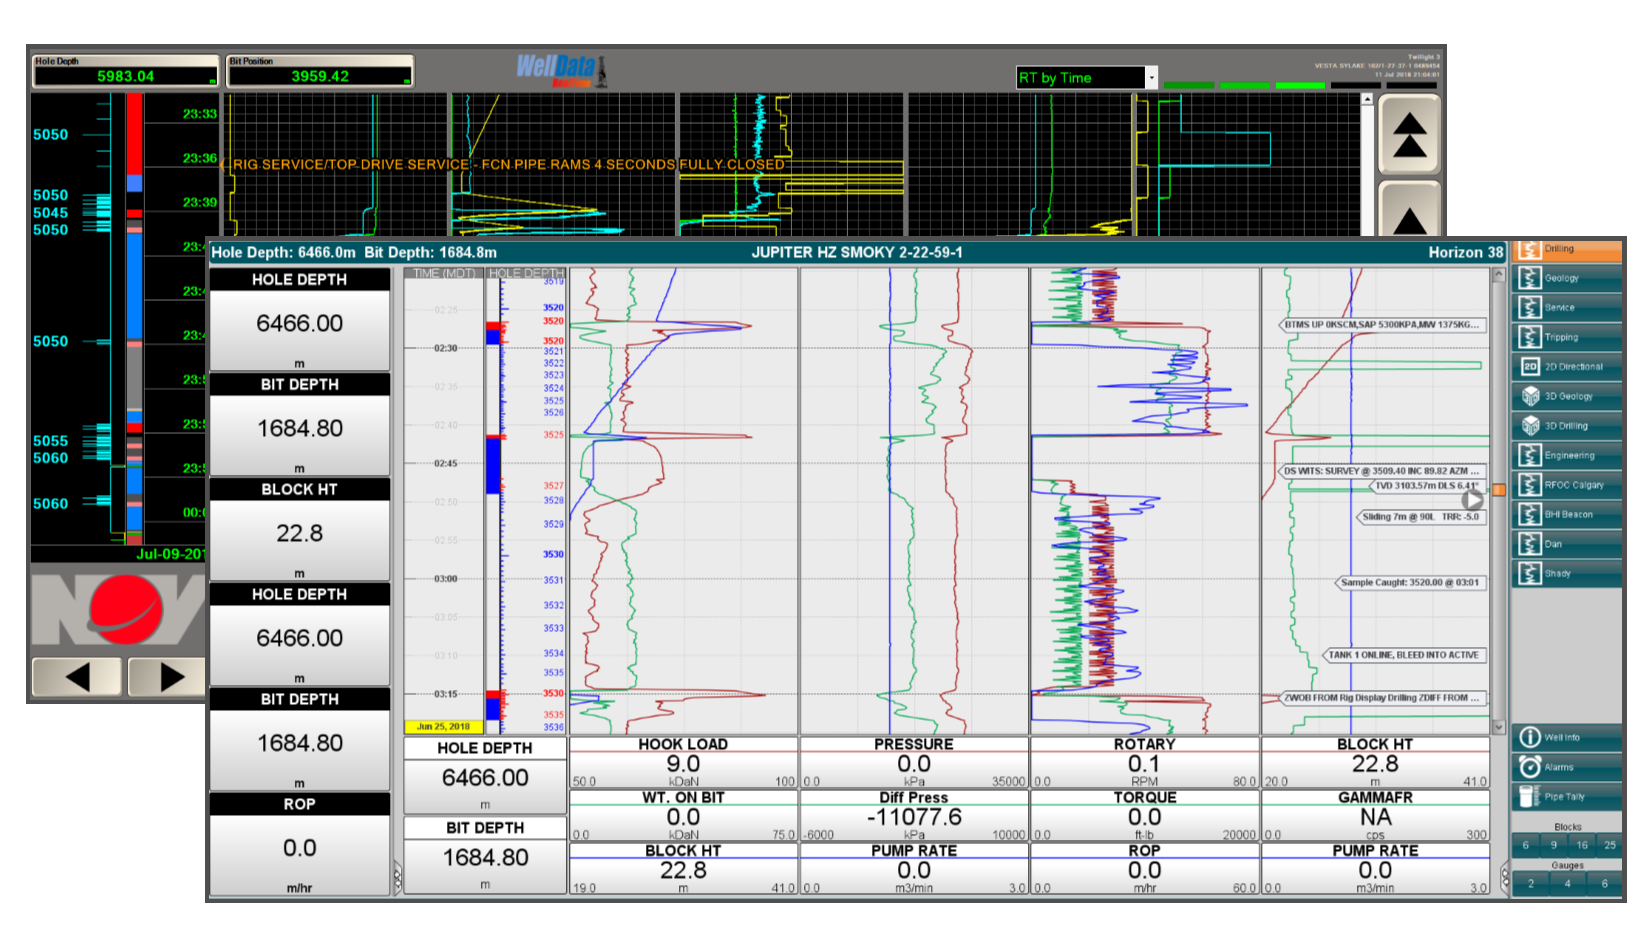 Hole Depth
5983.04
m
Bit Position
3959.42
m
WellData
RealTime
RT by Time
Twilight 3
VESTA SYLAKE 102/1-27-37-1 0489454
11 Jul 2018 21:04:01
5050
5050
5045
5050
5050
5055
5060
5060
23:33
23:36
23:39
RIG SERVICE/TOP DRIVE SERVICE - FCN PIPE RAMS 4 SECONDS FULLY CLOSED
Jul-09-201
NOV
Hole Depth: 6466.0m Bit Depth: 1684.8m
JUPITER HZ SMOKY 2-22-59-1
Horizon 38
HOLE DEPTH
6466.00
m
BIT DEPTH
1684.80
m
BLOCK HT
22.8
m
HOLE DEPTH
6466.00
m
BIT DEPTH
1684.80
m
ROP
0.0
m/hr
TIME (MDT)
HOLE DEPTH
02:25
02:30
02:35
02:40
02:45
02:50
02:55
03:00
03:05
03:10
03:15
Jun 25, 2018
3519
3520
3520
3520
3521
3522
3523
3524
3525
3526
3525
3527
3528
3529
3530
3531
3532
3533
3534
3535
3530
3535
3536
BTMS UP 0KSCM,SAP 5300KPA,MW 1375KG...
DS WITS: SURVEY @ 3509.40 INC 89.82 AZM ...
TVD 3103.57m DLS 6.41°
Sliding 7m @ 90L TRR: -5.0
Sample Caught: 3520.00 @ 03:01
TANK 1 ONLINE, BLEED INTO ACTIVE
ZWOB FROM Rig Display Drilling ZDIFF FROM ...
HOLE DEPTH
6466.00
m
BIT DEPTH
1684.80
m
HOOK LOAD
9.0
50.0 kDaN 100
PRESSURE
0.0
0.0 kPa 35000
ROTARY
0.1
0.0 RPM 80.0
BLOCK HT
22.8
20.0 m 41.0
WT. ON BIT
0.0
0.0 kDaN 75.0
Diff Press
-11077.6
-6000 kPa 10000
TORQUE
0.0
0.0 ft-lb 20000
GAMMAFR
NA
0.0 cps 300
BLOCK HT
22.8
19.0 m 41.0
PUMP RATE
0.0
0.0 m3/min 3.0
ROP
0.0
0.0 m/hr 60.0
PUMP RATE
0.0
0.0 m3/min 3.0
Drilling
Geology
Service
Tripping
2D 2D Directional
3D Geology
3D Drilling
Engineering
RFOC Calgary
BHI Beacon
Dan
Shady
Well Info
Alarms
Pipe Tally
Blocks
6 9 16 25
Gauges
2 4 6